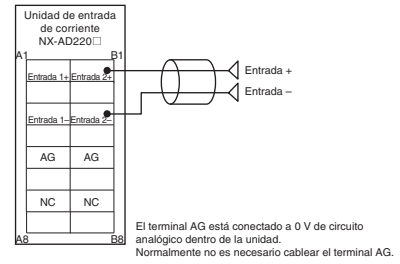 Unidad de entrada
de corriente
NX-AD220□
A1 B1
Entrada 1+ Entrada 2+
Entrada +
Entrada –
Entrada 1– Entrada 2–
AG AG
NC NC
A8 B8
El terminal AG está conectado a 0 V de circuito
analógico dentro de la unidad.
Normalmente no es necesario cablear el terminal AG.